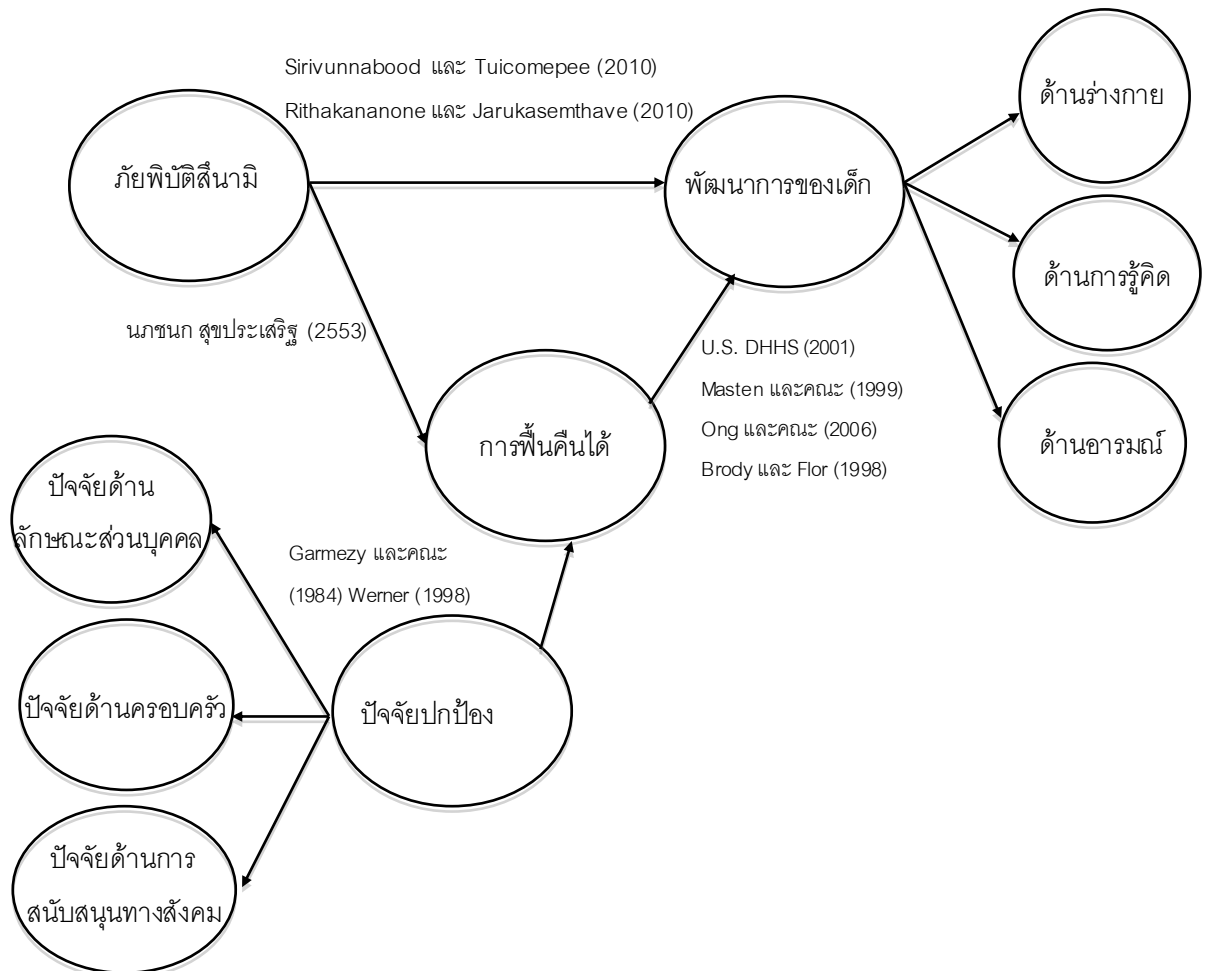 Sirivunnabood และ Tuicomepee (2010)
Rithakananone และ Jarukasemthave (2010)
ภัยพิบัติสึนามิ
พัฒนาการของเด็ก
ด้านร่างกาย
ด้านการรู้คิด
ด้านอารมณ์
นภชนก สุขประเสริฐ (2553)
การฟื้นคืนได้
U.S. DHHS (2001)
Masten และคณะ (1999)
Ong และคณะ (2006)
Brody และ Flor (1998)
ปัจจัยด้าน
ลักษณะส่วนบุคคล
Garmezy และคณะ
(1984) Werner (1998)
ปัจจัยด้านครอบครัว
ปัจจัยปกป้อง
ปัจจัยด้านการ
สนับสนุนทางสังคม